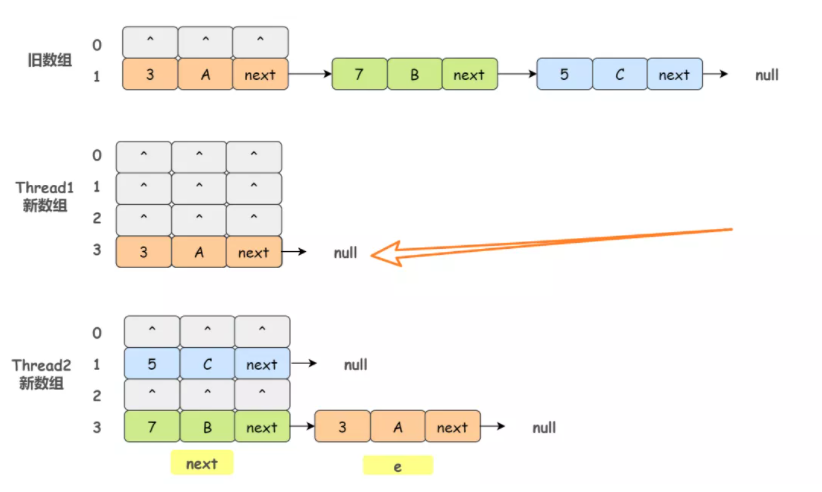 旧数组
0 ^ ^ ^
1 3 A next 7 B next 5 C next null
Thread1
新数组
0 ^ ^ ^
1 ^ ^ ^
2 ^ ^ ^
3 3 A next null
Thread2
新数组
0 ^ ^ ^
1 5 C next null
2 ^ ^ ^
3 7 B next 3 A next null
next e